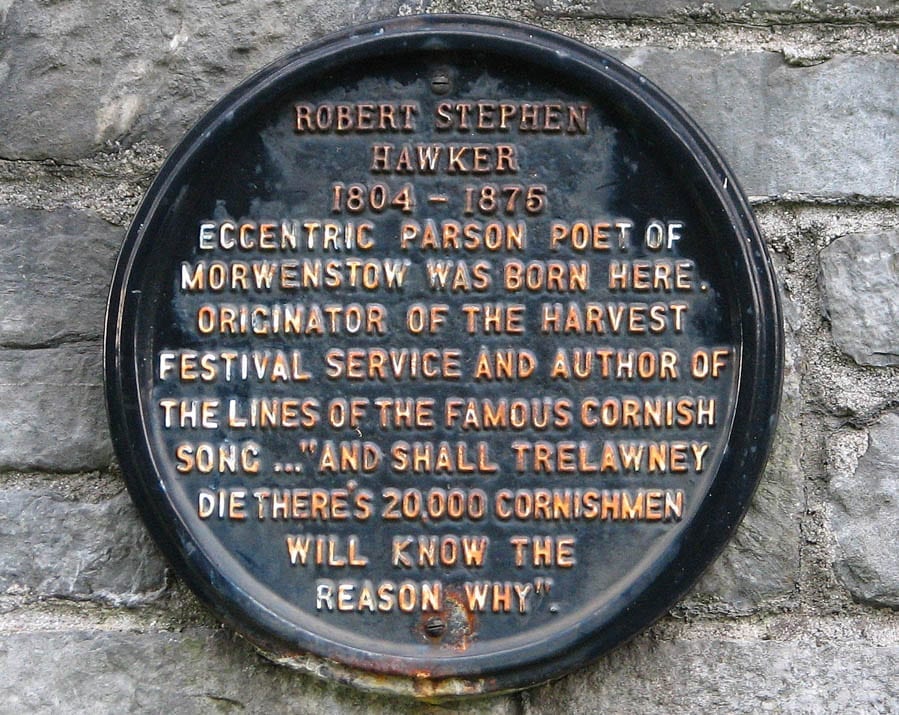 ROBERT STEPHEN
HAWKER
1804 - 1875
ECCENTRIC PARSON POET OF
MORWENSTOW WAS BORN HERE.
ORIGINATOR OF THE HARVEST
FESTIVAL SERVICE AND AUTHOR OF
THE LINES OF THE FAMOUS CORNISH
SONG ..."AND SHALL TRELAWNEY
DIE THERE'S 20,000 CORNISHMEN
WILL KNOW THE
REASON WHY".